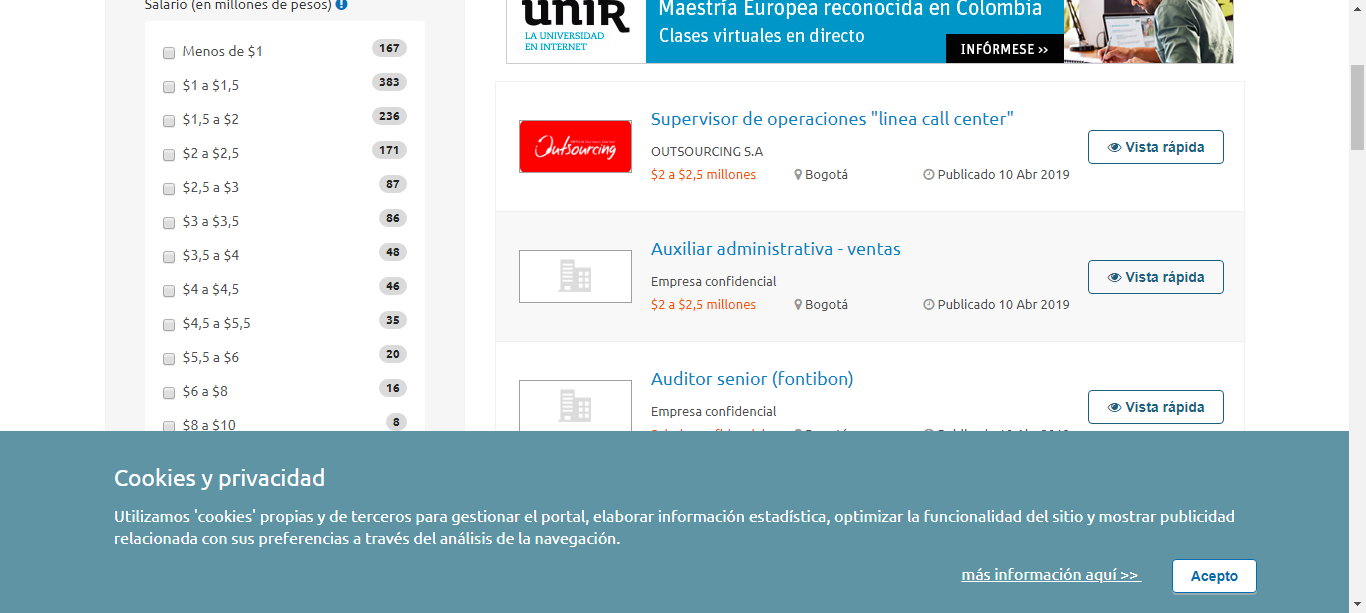 Salario (en millones de pesos)
Menos de $1 167
$1 a $1,5 383
$1,5 a $2 236
$2 a $2,5 171
$2,5 a $3 87
$3 a $3,5 86
$3,5 a $4 48
$4 a $4,5 46
$4,5 a $5,5 35
$5,5 a $6 20
$6 a $8 16
$8 a $10 8
unir
LA UNIVERSIDAD
EN INTERNET
Maestría Europea reconocida en Colombia
Clases virtuales en directo
INFÓRMESE >>
Outsourcing
Supervisor de operaciones "linea call center"
OUTSOURCING S.A
$2 a $2,5 millones Bogotá Publicado 10 Abr 2019
Vista rápida
Auxiliar administrativa - ventas
Empresa confidencial
$2 a $2,5 millones Bogotá Publicado 10 Abr 2019
Vista rápida
Auditor senior (fontibon)
Empresa confidencial
Vista rápida
Cookies y privacidad
Utilizamos 'cookies' propias y de terceros para gestionar el portal, elaborar información estadística, optimizar la funcionalidad del sitio y mostrar publicidad
relacionada con sus preferencias a través del análisis de la navegación.
más información aquí >>
Acepto